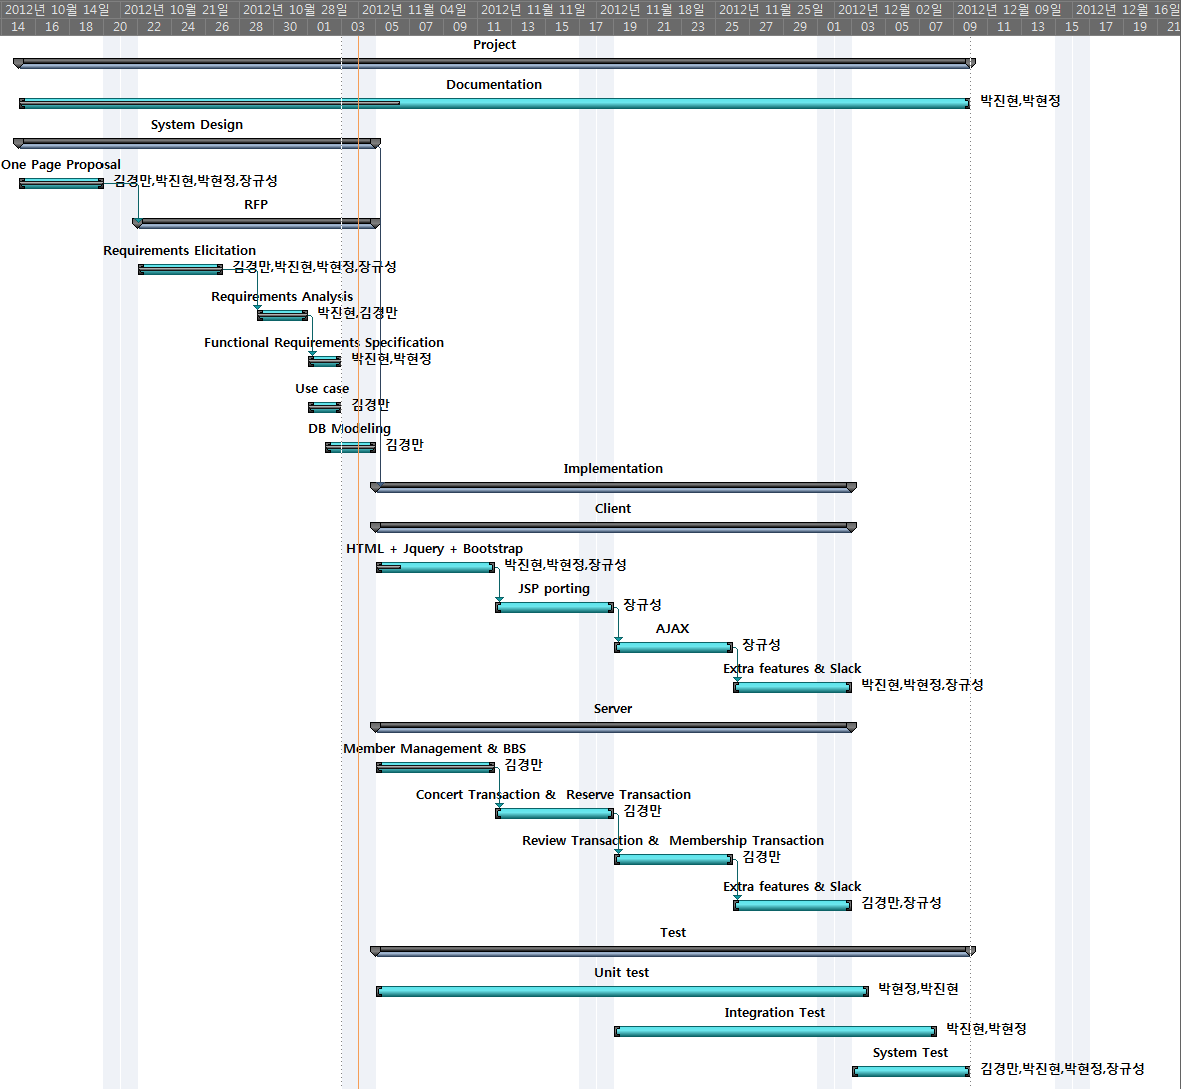 2012년 10월 14일 2012년 10월 21일 2012년 10월 28일 2012년 11월 04일 2012년 11월 11일 2012년 11월 18일 2012년 11월 25일 2012년 12월 02일 2012년 12월 09일 2012년 12월 16일
14 16 18 20 22 24 26 28 30 01 03 05 07 09 11 13 15 17 19 21 23 25 27 29 01 03 05 07 09 11 13 15 17 19 21
Project
Documentation
박진현,박현정
System Design
One Page Proposal
김경만,박진현,박현정,장규성
RFP
Requirements Elicitation
김경만,박진현,박현정,장규성
Requirements Analysis
박진현,김경만
Functional Requirements Specification
박진현,박현정
Use case
김경만
DB Modeling
김경만
Implementation
Client
HTML + Jquery + Bootstrap
박진현,박현정,장규성
JSP porting
장규성
AJAX
장규성
Extra features & Slack
박진현,박현정,장규성
Server
Member Management & BBS
김경만
Concert Transaction &  Reserve Transaction
김경만
Review Transaction &  Membership Transaction
김경만
Extra features & Slack
김경만,장규성
Test
Unit test
박현정,박진현
Integration Test
박진현,박현정
System Test
김경만,박진현,박현정,장규성